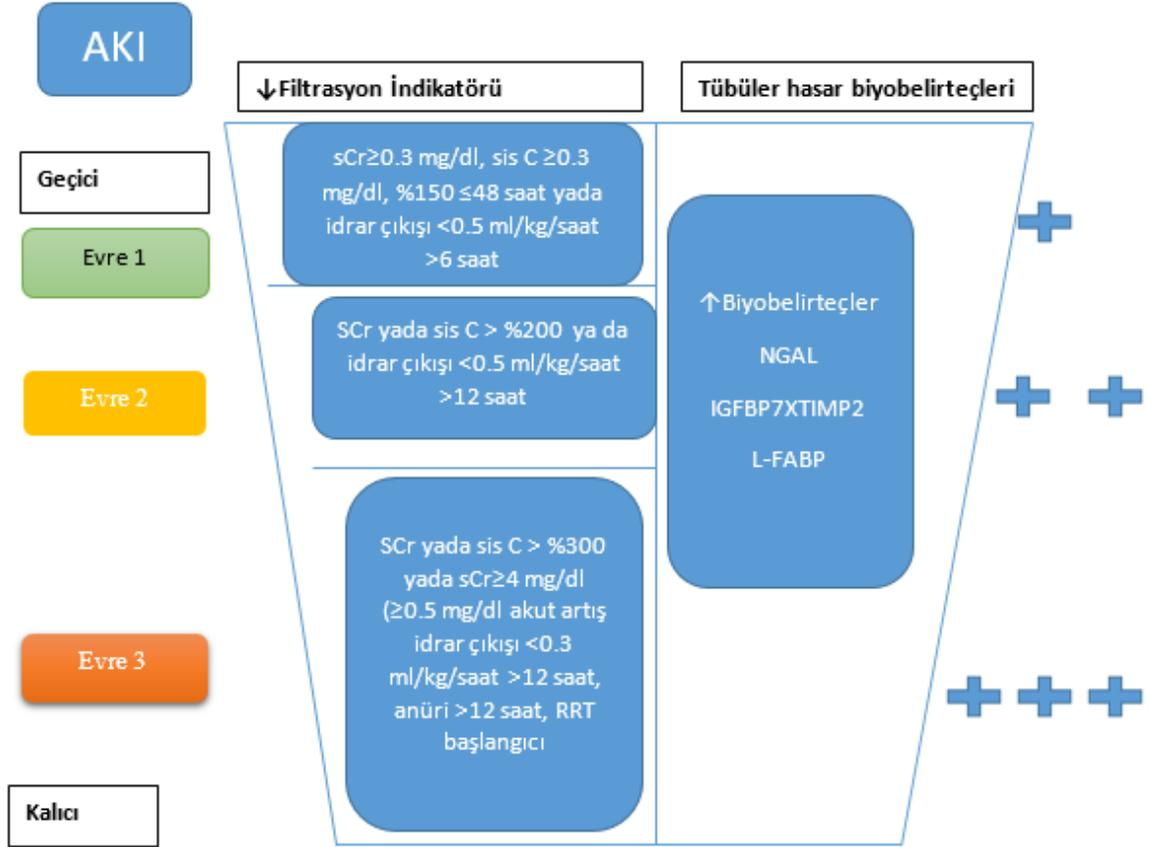 AKI
↓Filtrasyon İndikatörü
Tübüler hasar biyobelirteçleri
Geçici
Evre 1
sCr≥0.3 mg/dl, sis C ≥0.3
mg/dl, %150 ≤48 saat yada
idrar çıkışı <0.5 ml/kg/saat
>6 saat
Evre 2
SCr yada sis C > %200 ya da
idrar çıkışı <0.5 ml/kg/saat
>12 saat
↑Biyobelirteçler
NGAL
IGFBP7XTIMP2
L-FABP
Evre 3
SCr yada sis C > %300
yada sCr≥4 mg/dl
(≥0.5 mg/dl akut artış
idrar çıkışı <0.3
ml/kg/saat >12 saat,
anüri >12 saat, RRT
başlangıcı
Kalıcı